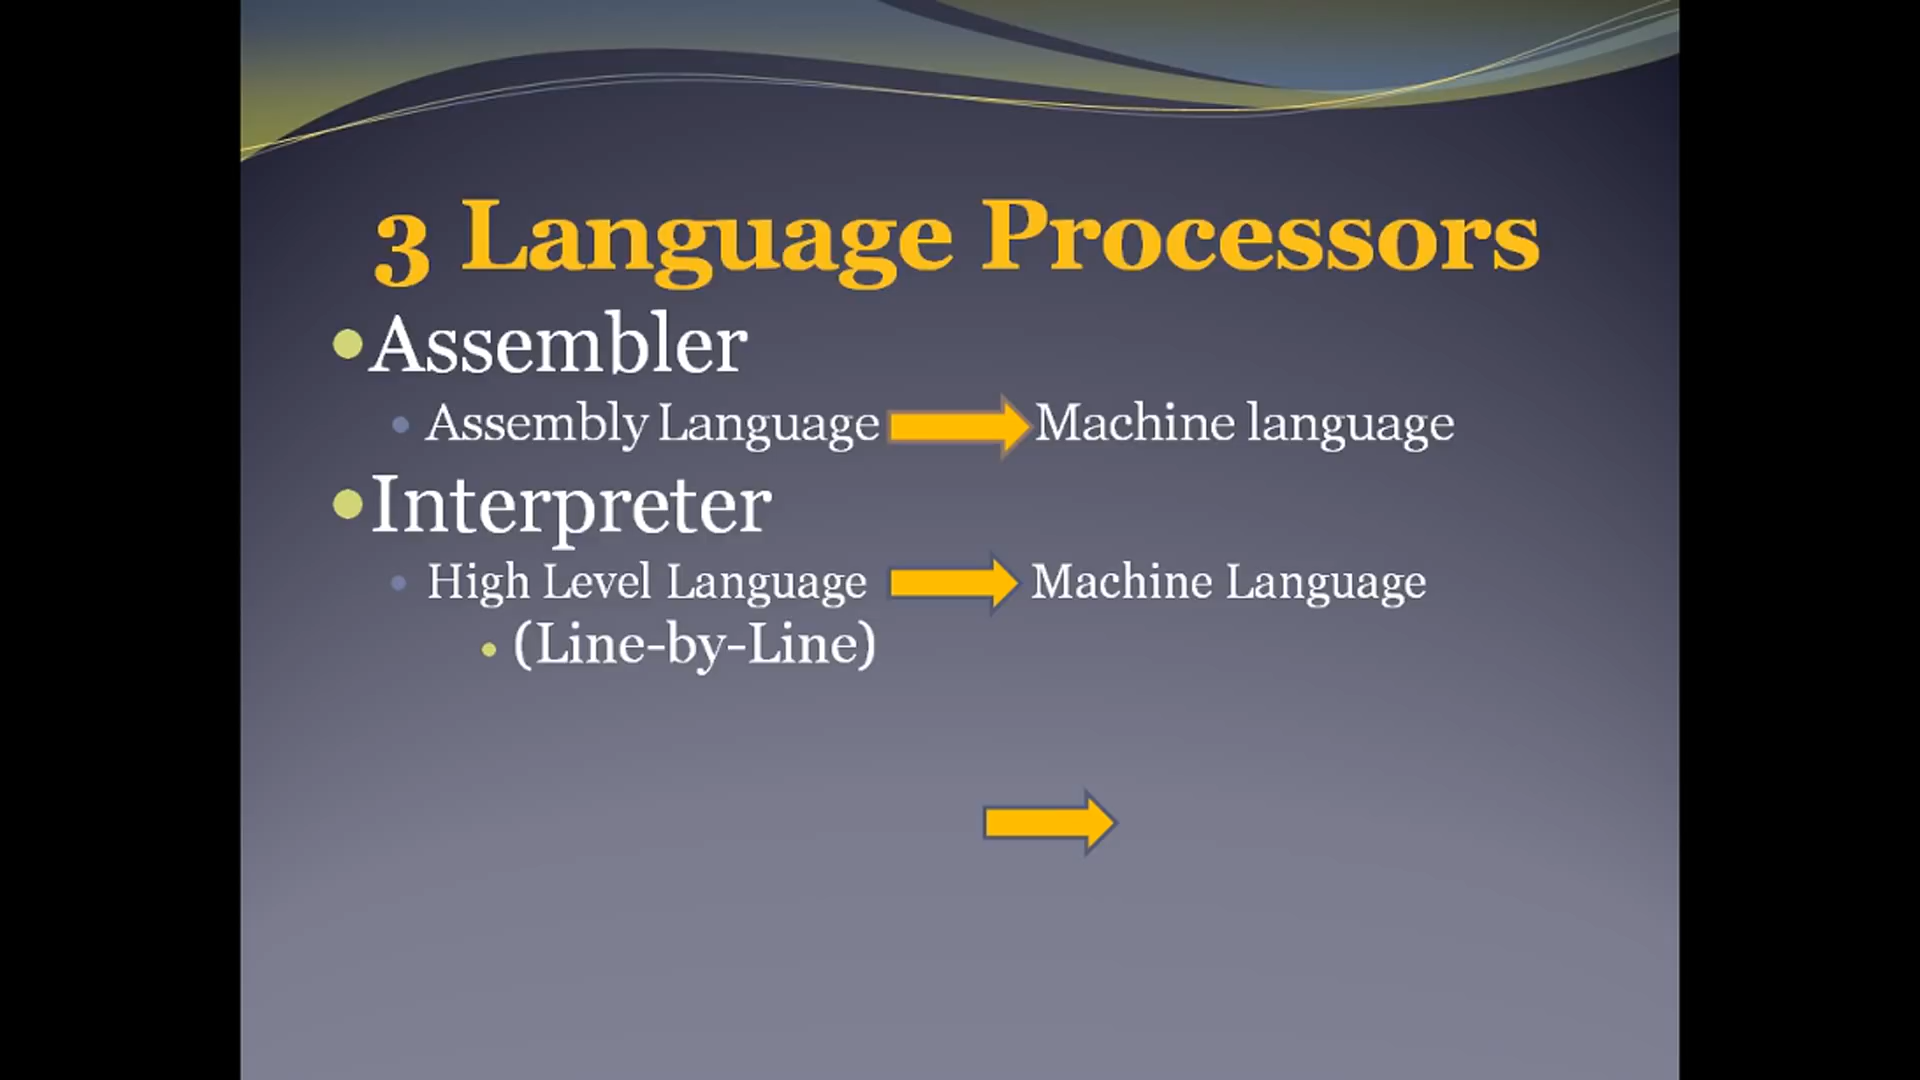 3 Language Processors
Assembler
Assembly Language Machine language
Interpreter
High Level Language Machine Language
(Line-by-Line)